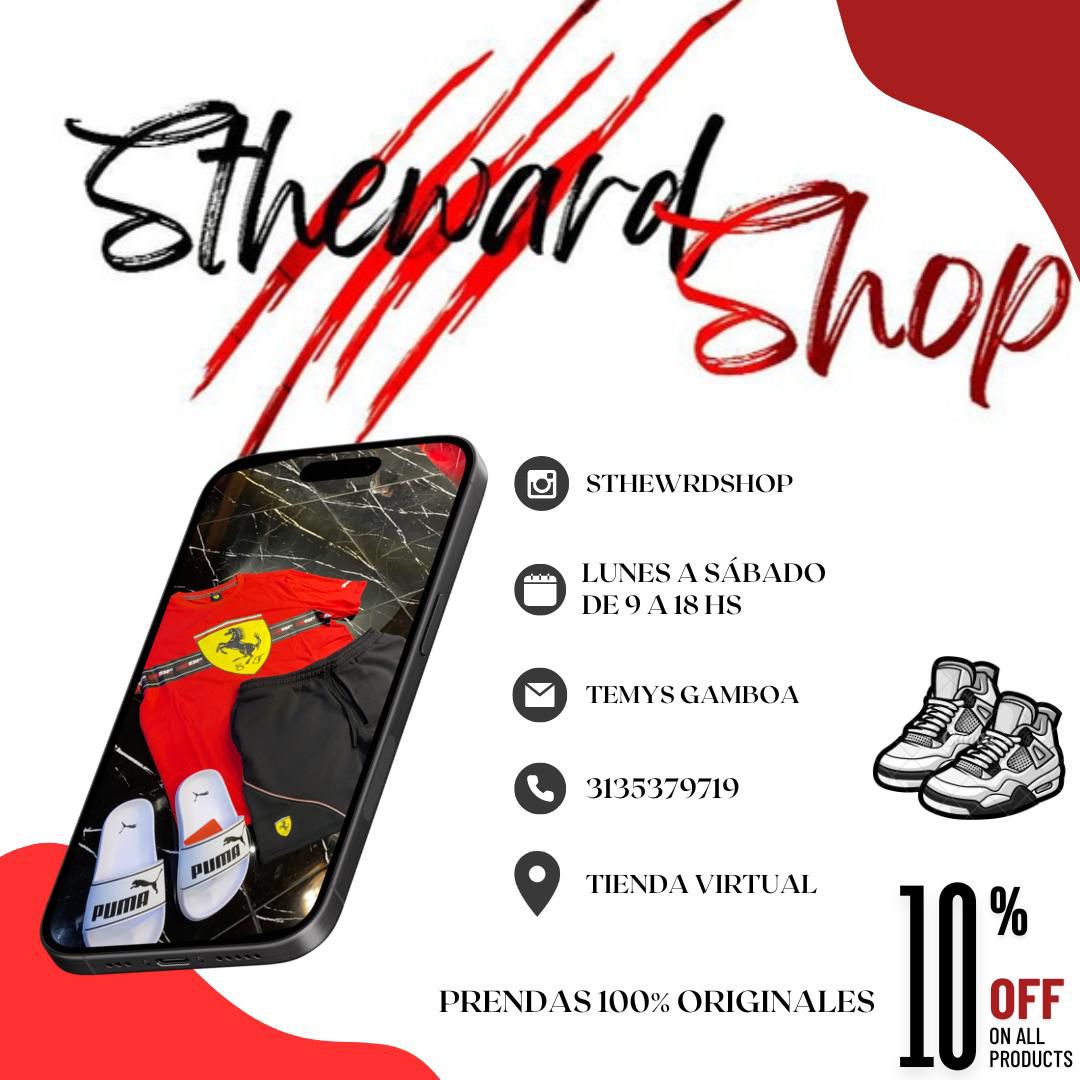 Stheward
Shop
STHEWRDSHOP
LUNES A SÁBADO
DE 9 A 18 HS
TEMYS GAMBOA
3135379719
TIENDA VIRTUAL
PRENDAS 100% ORIGINALES
10%
OFF
ON ALL
PRODUCTS
PUMA
PUMA